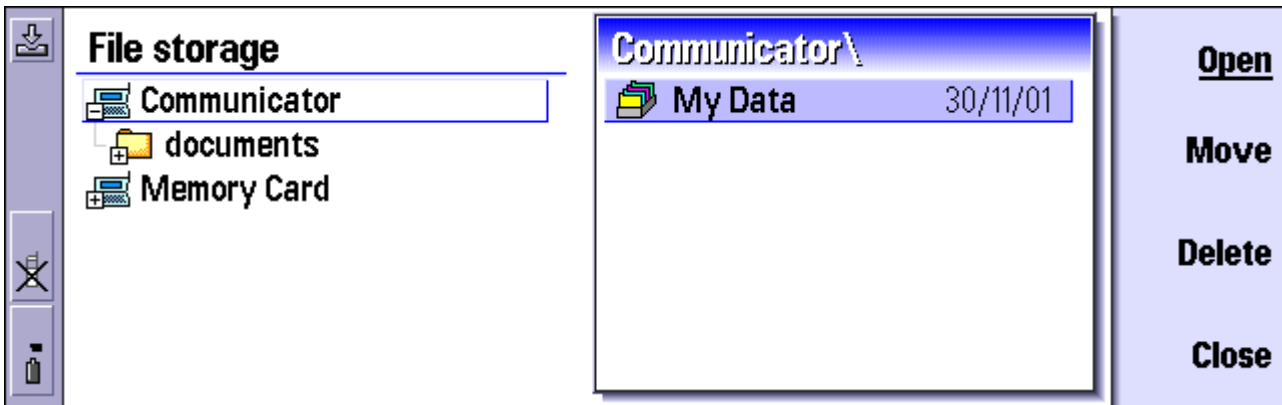 File storage
Communicator
documents
Memory Card
Communicator\
My Data 30/11/01
Open
Move
Delete
Close